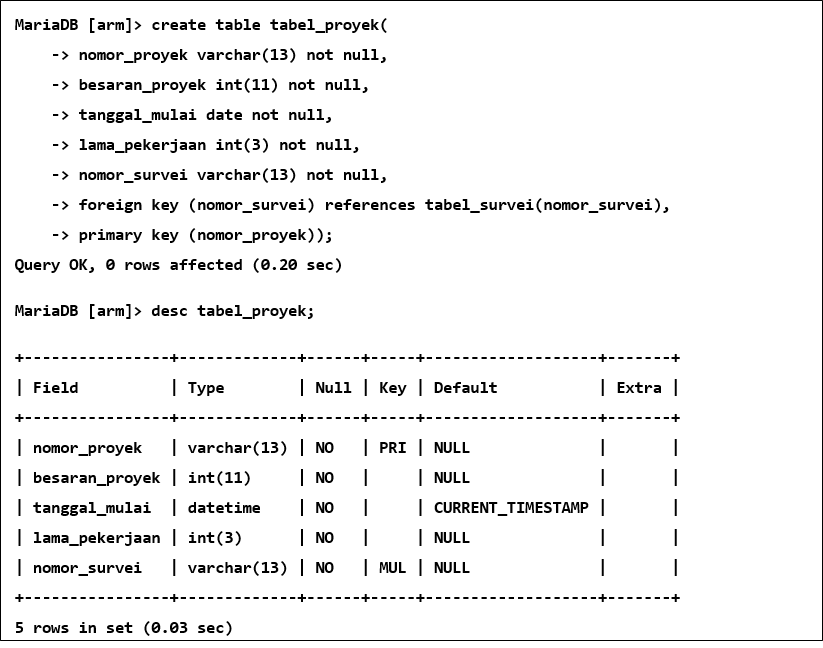 MariaDB [arm]> create table tabel_proyek(
    -> nomor_proyek varchar(13) not null,
    -> besaran_proyek int(11) not null,
    -> tanggal_mulai date not null,
    -> lama_pekerjaan int(3) not null,
    -> nomor_survei varchar(13) not null,
    -> foreign key (nomor_survei) references tabel_survei(nomor_survei),
    -> primary key (nomor_proyek));
Query OK, 0 rows affected (0.20 sec)
MariaDB [arm]> desc tabel_proyek;
+----------------+-------------+------+-----+-------------------+-------+
| Field          | Type        | Null | Key | Default           | Extra |
+----------------+-------------+------+-----+-------------------+-------+
| nomor_proyek   | varchar(13) | NO   | PRI | NULL              |       |
| besaran_proyek | int(11)     | NO   |     | NULL              |       |
| tanggal_mulai  | datetime    | NO   |     | CURRENT_TIMESTAMP |       |
| lama_pekerjaan | int(3)      | NO   |     | NULL              |       |
| nomor_survei   | varchar(13) | NO   | MUL | NULL              |       |
+----------------+-------------+------+-----+-------------------+-------+
5 rows in set (0.03 sec)